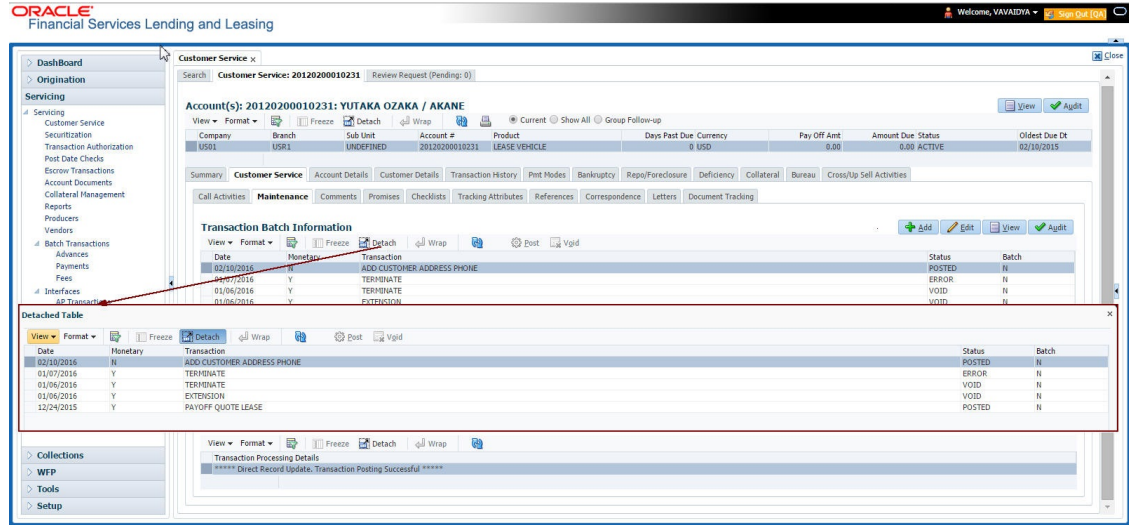 ORACLE
Financial Services Lending and Leasing
Welcome, VAVAIDYA
Sign Out [QA]
Customer Service x
Close
DashBoard
Origination
Servicing
Servicing
Customer Service
Securitization
Transaction Authorization
Post Date Checks
Escrow Transactions
Account Documents
Collateral Management
Reports
Producers
Vendors
Batch Transactions
Advances
Payments
Fees
Interfaces
Search Customer Service: 20120200010231 Review Request (Pending: 0)
Account(s): 20120200010231: YUTAKA OZAKA / AKANE
View Audit
View Format Freeze Detach Wrap Current Show All Group Follow-up
Company Branch Sub Unit Account # Product Days Past Due Currency Pay Off Amt Amount Due Status Oldest Due Dt
US01 USR1 UNDEFINED 20120200010231 LEASE VEHICLE 0 USD 0.00 0.00 ACTIVE 02/10/2015
Summary Customer Service Account Details Customer Details Transaction History Pmt Modes Bankruptcy Repo/Foreclosure Deficiency Collateral Bureau Cross/Up Sell Activities
Call Activities Maintenance Comments Promises Checklists Tracking Attributes References Correspondence Letters Document Tracking
Transaction Batch Information
Add Edit View Audit
View Format Freeze Detach Wrap Post Void
Date Monetary Transaction Status Batch
02/10/2016 N ADD CUSTOMER ADDRESS PHONE POSTED N
01/07/2016 Y TERMINATE ERROR N
01/06/2016 Y TERMINATE VOID N
01/06/2016 Y EXTENSION VOID N
Detached Table x
View Format Freeze Detach Wrap Post Void
Date Monetary Transaction Status Batch
02/10/2016 N ADD CUSTOMER ADDRESS PHONE POSTED N
01/07/2016 Y TERMINATE ERROR N
01/06/2016 Y TERMINATE VOID N
01/06/2016 Y EXTENSION VOID N
12/24/2015 Y PAYOFF QUOTE LEASE POSTED N
View Format Freeze Detach Wrap
Transaction Processing Details
***** Direct Record Update. Transaction Posting Successful *****
Collections
WFP
Tools
Setup